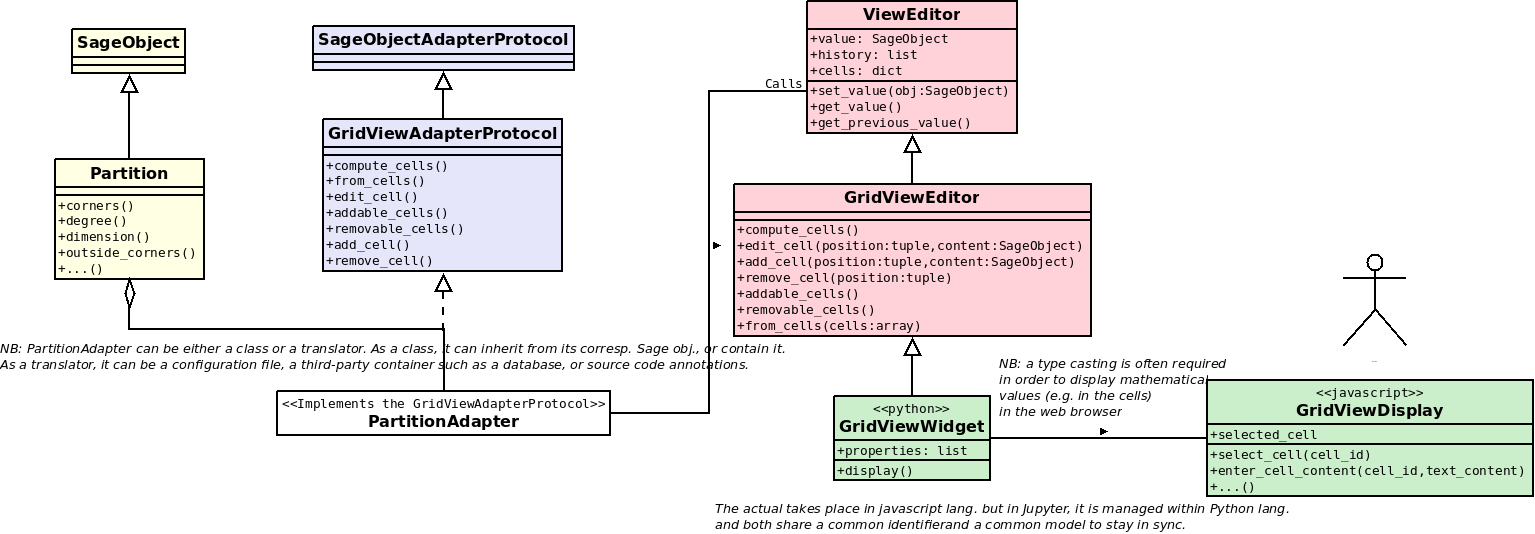 SageObject
SageObjectAdapterProtocol
ViewEditor
+value: SageObject
+history: list
+cells: dict
+set_value(obj:SageObject)
+get_value()
+get_previous_value()
Calls
Partition
+corners()
+degree()
+dimension()
+outside_corners()
+...()
GridViewAdapterProtocol
+compute_cells()
+from_cells()
+edit_cell()
+addable_cells()
+removable_cells()
+add_cell()
+remove_cell()
GridViewEditor
+compute_cells()
+edit_cell(position:tuple,content:SageObject)
+add_cell(position:tuple,content:SageObject)
+remove_cell(position:tuple)
+addable_cells()
+removable_cells()
+from_cells(cells:array)
NB: PartitionAdapter can be either a class or a translator. As a class, it can inherit from its corresp. Sage obj., or contain it.
As a translator, it can be a configuration file, a third-party container such as a database, or source code annotations.
<<Implements the GridViewAdapterProtocol>>
PartitionAdapter
NB: a type casting is often required
in order to display mathematical
values (e.g. in the cells)
in the web browser
<<python>>
GridViewWidget
+properties: list
+display()
<<javascript>>
GridViewDisplay
+selected_cell
+select_cell(cell_id)
+enter_cell_content(cell_id,text_content)
+...()
The actual takes place in javascript lang. but in Jupyter, it is managed within Python lang.
and both share a common identifierand a common model to stay in sync.